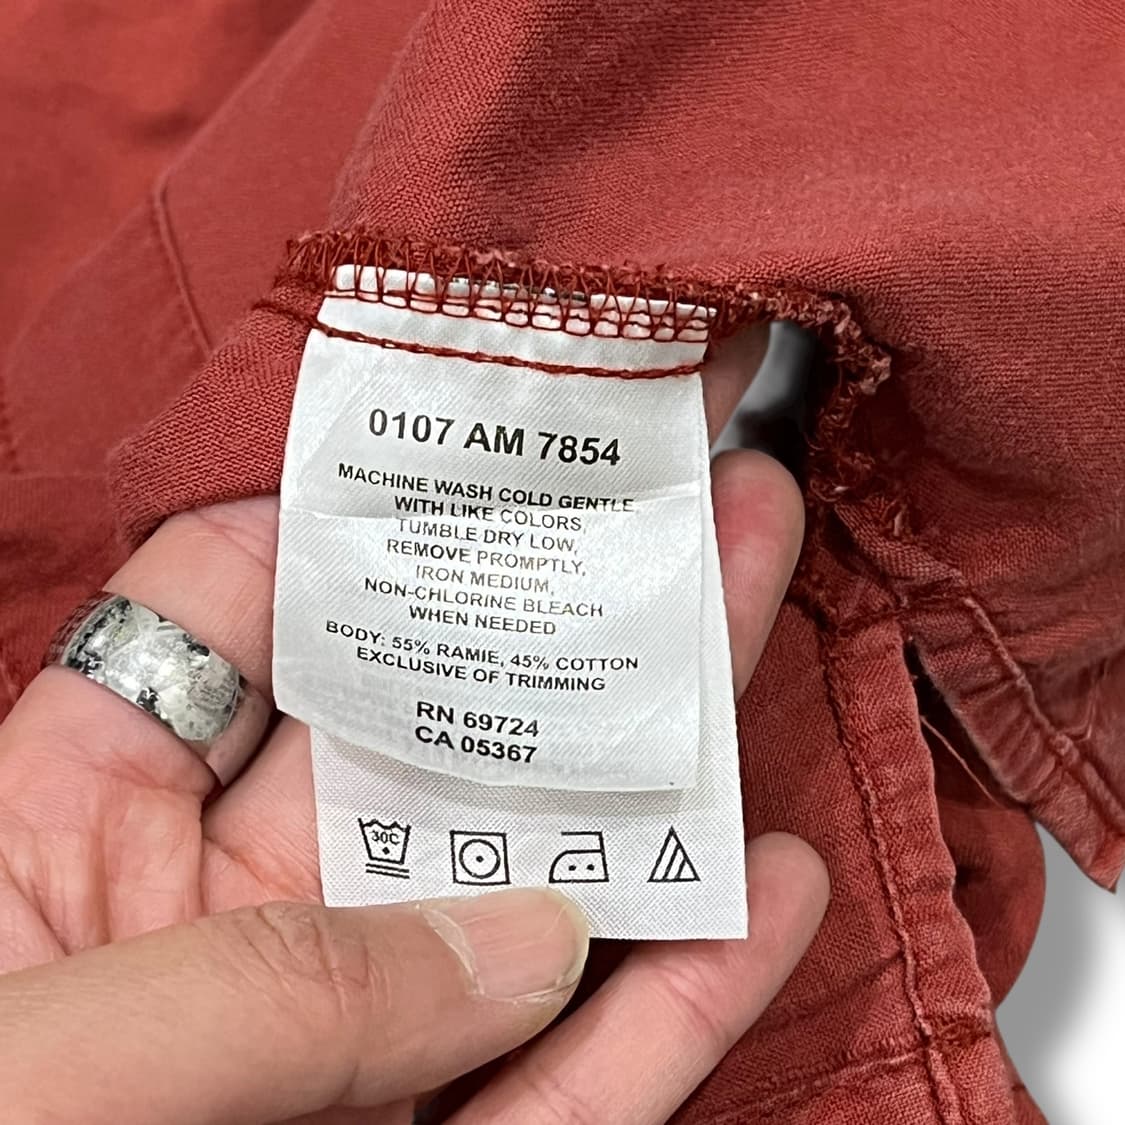 0107 AM 7854
MACHINE WASH COLD GENTLE
WITH LIKE COLORS,
TUMBLE DRY LOW,
REMOVE PROMPTLY,
IRON MEDIUM,
NON-CHLORINE BLEACH
WHEN NEEDED
BODY: 55% RAMIE, 45% COTTON
EXCLUSIVE OF TRIMMING
RN 69724
CA 05367
30C